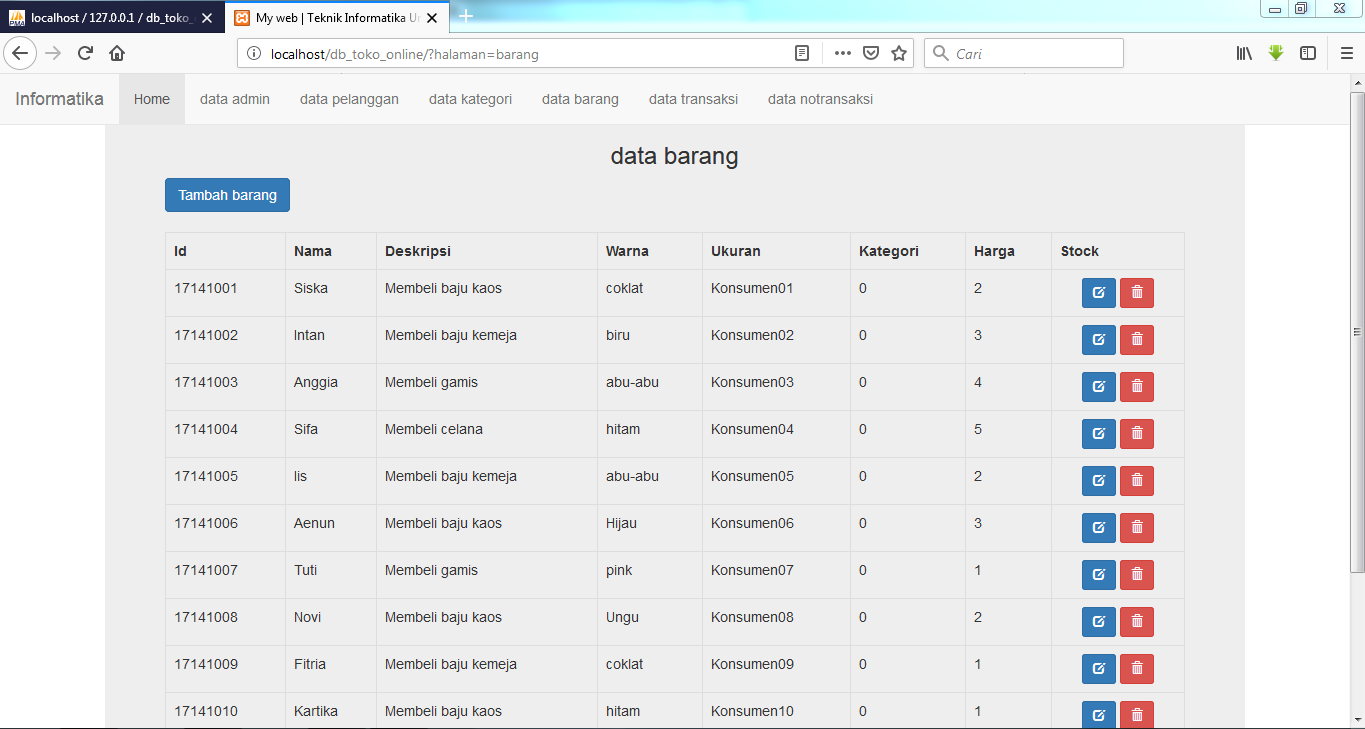 localhost / 127.0.0.1 / db_toko_
My web | Teknik Informatika Un
localhost/db_toko_online/?halaman=barang
Cari
Informatika Home data admin data pelanggan data kategori data barang data transaksi data notransaksi
data barang
Tambah barang
Id Nama Deskripsi Warna Ukuran Kategori Harga Stock
17141001 Siska Membeli baju kaos coklat Konsumen01 0 2
17141002 Intan Membeli baju kemeja biru Konsumen02 0 3
17141003 Anggia Membeli gamis abu-abu Konsumen03 0 4
17141004 Sifa Membeli celana hitam Konsumen04 0 5
17141005 Iis Membeli baju kemeja abu-abu Konsumen05 0 2
17141006 Aenun Membeli baju kaos Hijau Konsumen06 0 3
17141007 Tuti Membeli gamis pink Konsumen07 0 1
17141008 Novi Membeli baju kaos Ungu Konsumen08 0 2
17141009 Fitria Membeli baju kemeja coklat Konsumen09 0 1
17141010 Kartika Membeli baju kaos hitam Konsumen10 0 1